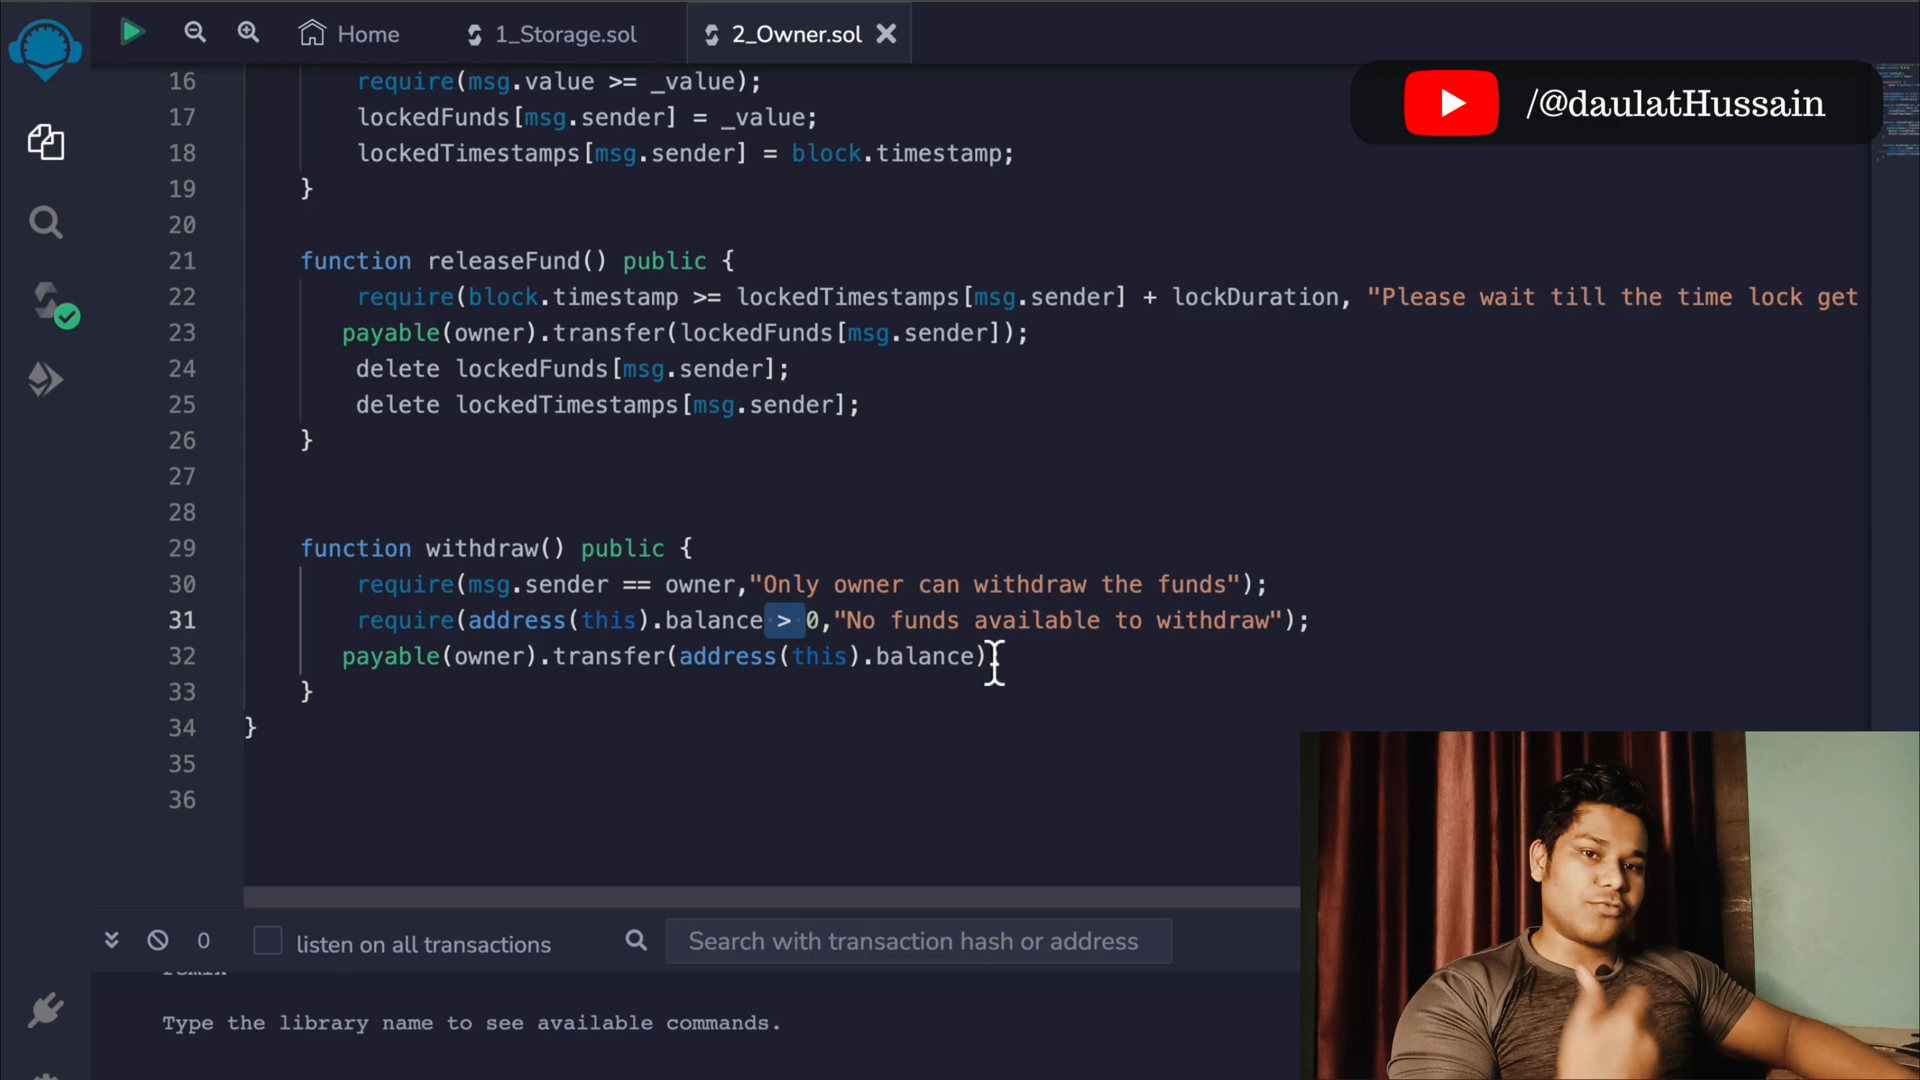 Home
1_Storage.sol
2_Owner.sol
/@daulatHussain
16 require(msg.value >= _value);
17 lockedFunds[msg.sender] = _value;
18 lockedTimestamps[msg.sender] = block.timestamp;
19 }
20
21 function releaseFund() public {
22 require(block.timestamp >= lockedTimestamps[msg.sender] + lockDuration, "Please wait till the time lock get
23 payable(owner).transfer(lockedFunds[msg.sender]);
24 delete lockedFunds[msg.sender];
25 delete lockedTimestamps[msg.sender];
26 }
27
28
29 function withdraw() public {
30 require(msg.sender == owner,"Only owner can withdraw the funds");
31 require(address(this).balance > 0,"No funds available to withdraw");
32 payable(owner).transfer(address(this).balance)
33 }
34 }
35
36
0
listen on all transactions
Search with transaction hash or address
Type the library name to see available commands.